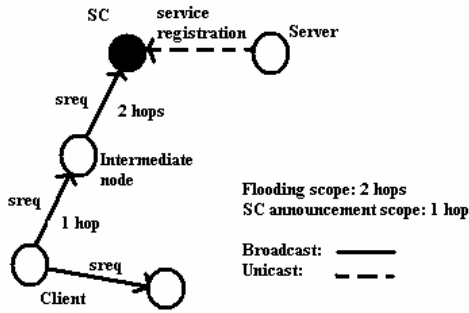 SC
service
registration
Server
sreq
2 hops
Intermediate
node
sreq
1 hop
Flooding scope: 2 hops
SC announcement scope: 1 hop
sreq
Broadcast:
Unicast:
Client